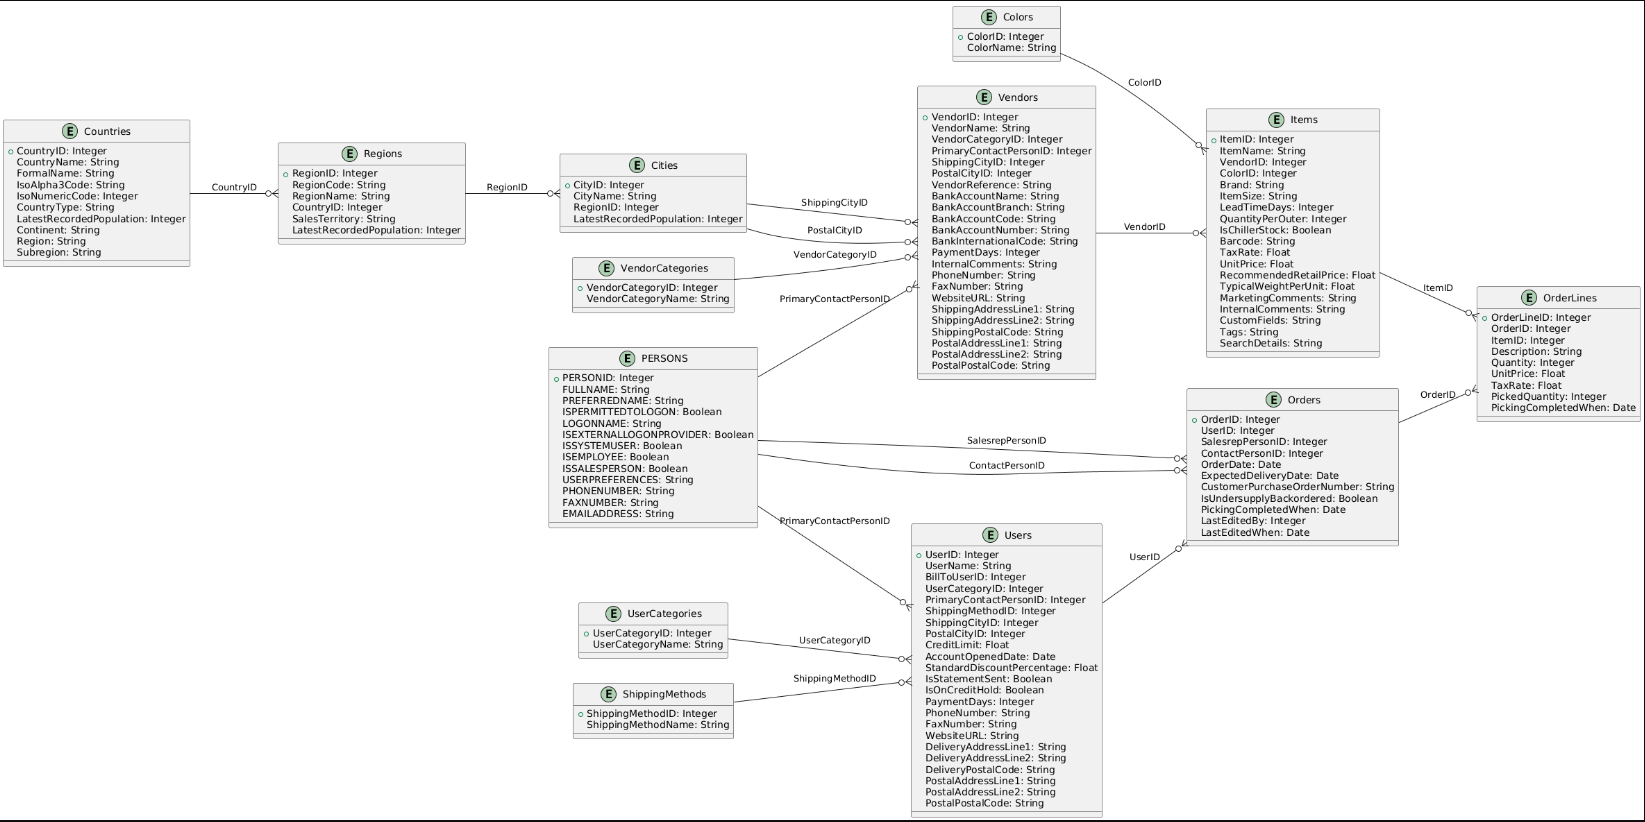 E Colors
ColorID: Integer
ColorName: String
ColorID
E Countries
CountryID: Integer
CountryName: String
FormalName: String
IsoAlpha3Code: String
IsoNumericCode: Integer
CountryType: String
LatestRecordedPopulation: Integer
Continent: String
Region: String
Subregion: String
CountryID
E Regions
RegionID: Integer
RegionCode: String
RegionName: String
CountryID: Integer
SalesTerritory: String
LatestRecordedPopulation: Integer
RegionID
E Cities
CityID: Integer
CityName: String
RegionID: Integer
LatestRecordedPopulation: Integer
ShippingCityID
PostalCityID
E VendorCategories
VendorCategoryID: Integer
VendorCategoryName: String
VendorCategoryID
PrimaryContactPersonID
E Vendors
VendorID: Integer
VendorName: String
VendorCategoryID: Integer
PrimaryContactPersonID: Integer
ShippingCityID: Integer
PostalCityID: Integer
VendorReference: String
BankAccountName: String
BankAccountBranch: String
BankAccountCode: String
BankAccountNumber: String
BankInternationalCode: String
PaymentDays: Integer
InternalComments: String
PhoneNumber: String
FaxNumber: String
WebsiteURL: String
ShippingAddressLine1: String
ShippingAddressLine2: String
ShippingPostalCode: String
PostalAddressLine1: String
PostalAddressLine2: String
PostalPostalCode: String
VendorID
E Items
ItemID: Integer
ItemName: String
VendorID: Integer
ColorID: Integer
Brand: String
ItemSize: String
LeadTimeDays: Integer
QuantityPerOuter: Integer
IsChillerStock: Boolean
Barcode: String
TaxRate: Float
UnitPrice: Float
RecommendedRetailPrice: Float
TypicalWeightPerUnit: Float
MarketingComments: String
InternalComments: String
CustomFields: String
Tags: String
SearchDetails: String
ItemID
E OrderLines
OrderLineID: Integer
OrderID: Integer
ItemID: Integer
Description: String
Quantity: Integer
UnitPrice: Float
TaxRate: Float
PickedQuantity: Integer
PickingCompletedWhen: Date
E PERSONS
PERSONID: Integer
FULLNAME: String
PREFERREDNAME: String
ISPERMITTEDTOLOGON: Boolean
LOGONNAME: String
ISEXTERNALLOGONPROVIDER: Boolean
ISSYSTEMUSER: Boolean
ISEMPLOYEE: Boolean
ISSALESPERSON: Boolean
USERPREFERENCES: String
PHONENUMBER: String
FAXNUMBER: String
EMAILADDRESS: String
SalesrepPersonID
ContactPersonID
PrimaryContactPersonID
E Orders
OrderID: Integer
UserID: Integer
SalesrepPersonID: Integer
ContactPersonID: Integer
OrderDate: Date
ExpectedDeliveryDate: Date
CustomerPurchaseOrderNumber: String
IsUndersupplyBackordered: Boolean
PickingCompletedWhen: Date
LastEditedBy: Integer
LastEditedWhen: Date
OrderID
E UserCategories
UserCategoryID: Integer
UserCategoryName: String
UserCategoryID
E ShippingMethods
ShippingMethodID: Integer
ShippingMethodName: String
ShippingMethodID
E Users
UserID: Integer
UserName: String
BillToUserID: Integer
UserCategoryID: Integer
PrimaryContactPersonID: Integer
ShippingMethodID: Integer
ShippingCityID: Integer
PostalCityID: Integer
CreditLimit: Float
AccountOpenedDate: Date
StandardDiscountPercentage: Float
IsStatementSent: Boolean
IsOnCreditHold: Boolean
PaymentDays: Integer
PhoneNumber: String
FaxNumber: String
WebsiteURL: String
DeliveryAddressLine1: String
DeliveryAddressLine2: String
DeliveryPostalCode: String
PostalAddressLine1: String
PostalAddressLine2: String
PostalPostalCode: String
UserID